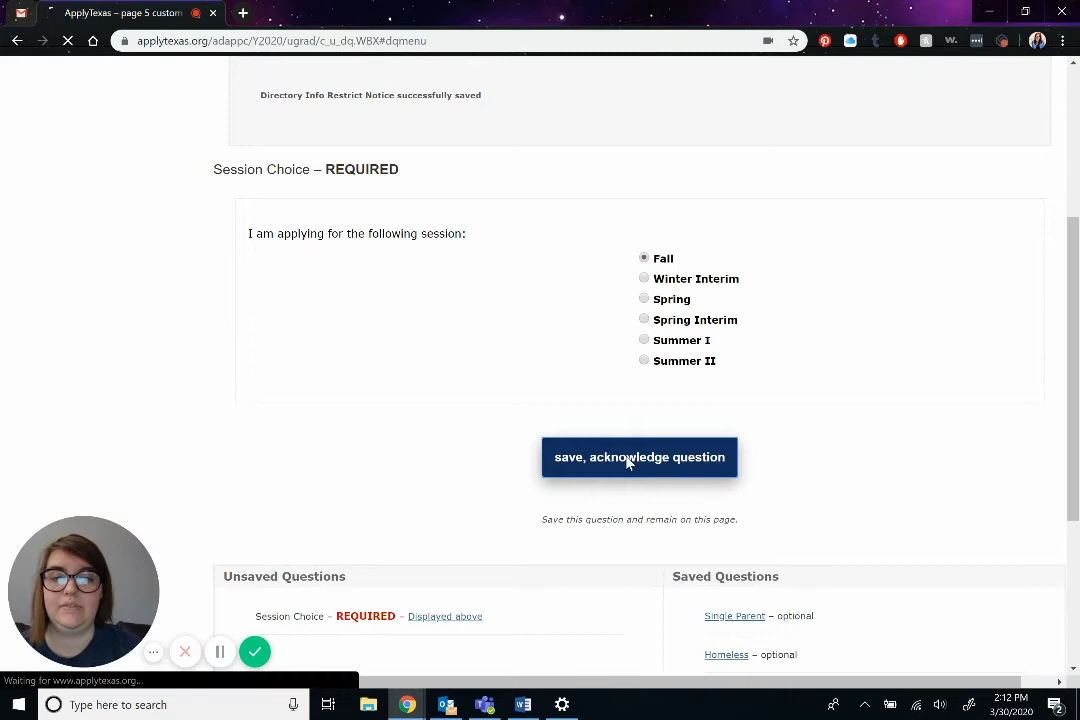 ApplyTexas – page 5 custom
applytexas.org/adappc/Y2020/ugrad/c_u_dq.WBX#dqmenu
Directory Info Restrict Notice successfully saved
Session Choice – REQUIRED
I am applying for the following session:
Fall
Winter Interim
Spring
Spring Interim
Summer I
Summer II
save, acknowledge question
Save this question and remain on this page.
Unsaved Questions
Saved Questions
Session Choice – REQUIRED – Displayed above
Single Parent – optional
Homeless – optional
Waiting for www.applytexas.org...
Type here to search
2:12 PM
3/30/2020
2